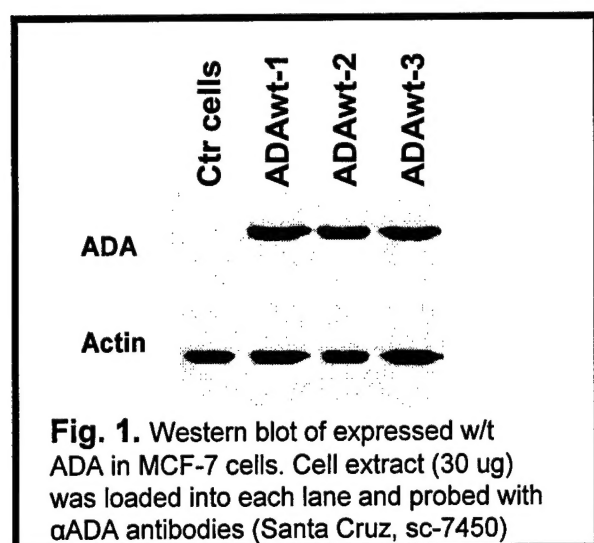 Ctr cells
ADAwt-1
ADAwt-2
ADAwt-3
ADA
Actin
Fig. 1. Western blot of expressed w/t
ADA in MCF-7 cells. Cell extract (30 ug)
was loaded into each lane and probed with
αADA antibodies (Santa Cruz, sc-7450)